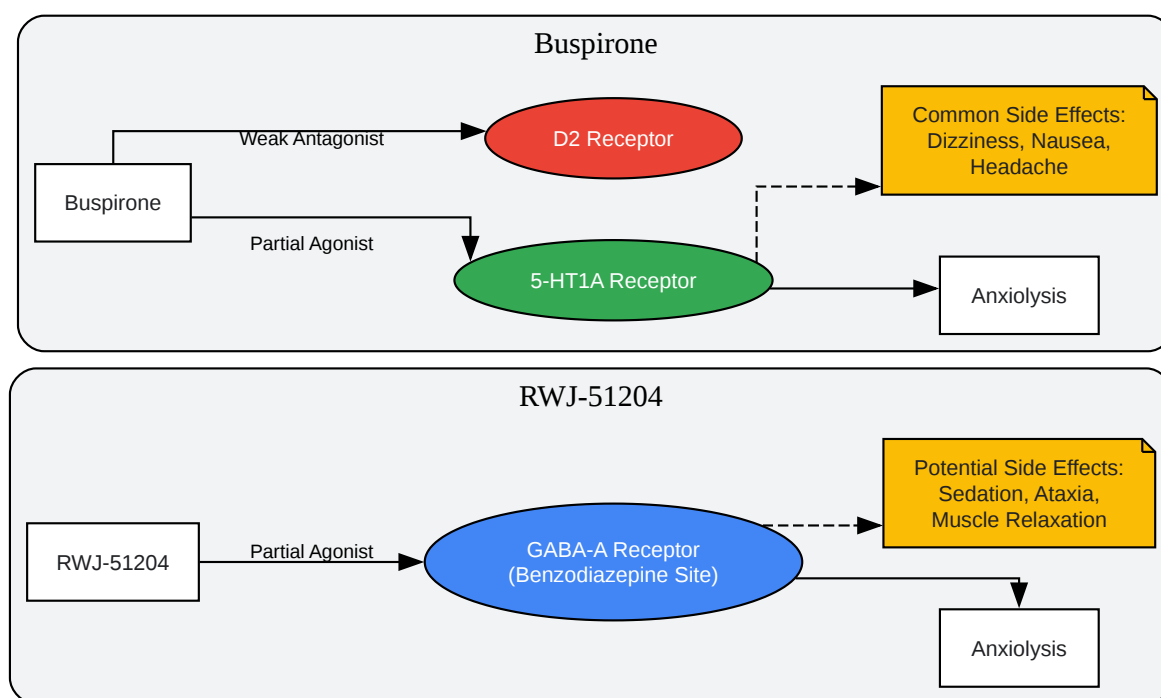 Buspirone
Weak Antagonist
D2 Receptor
Common Side Effects:
Dizziness, Nausea,
Headache
Buspirone
Partial Agonist
5-HT1A Receptor
Anxiolysis
RWJ-51204
Potential Side Effects:
Sedation, Ataxia,
Muscle Relaxation
RWJ-51204
Partial Agonist
GABA-A Receptor
(Benzodiazepine Site)
Anxiolysis